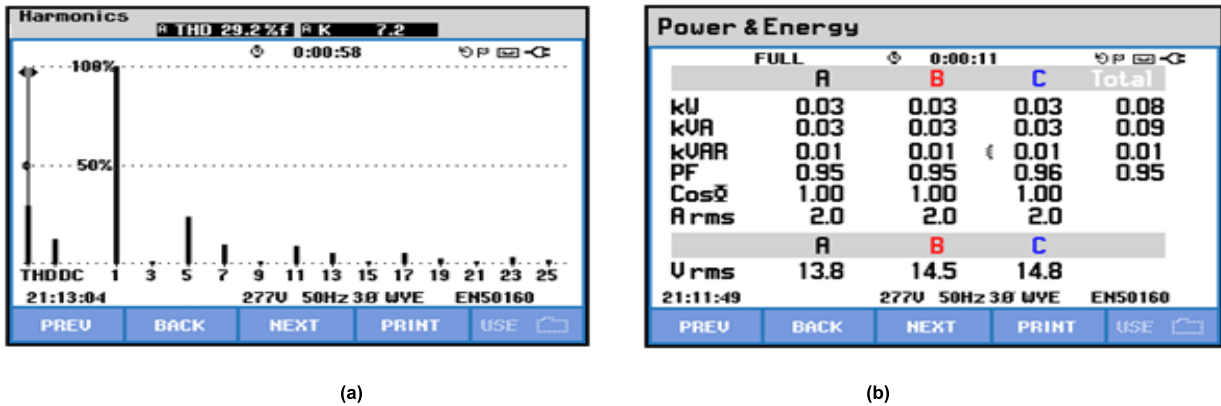 Harmonics
A THD 29.2%f A K 7.2
0:00:58
100%
50%
THD DC 1 3 5 7 9 11 13 15 17 19 21 23 25
21:13:04 277V 50Hz 3Ø WYE EN50160
PREV BACK NEXT PRINT USE
(a)
Power & Energy
FULL 0:00:11
A B C Total
kW 0.03 0.03 0.03 0.08
kVA 0.03 0.03 0.03 0.09
kVAR 0.01 0.01 0.01 0.01
PF 0.95 0.95 0.96 0.95
CosΦ 1.00 1.00 1.00
A rms 2.0 2.0 2.0
A B C
V rms 13.8 14.5 14.8
21:11:49 277V 50Hz 3Ø WYE EN50160
PREV BACK NEXT PRINT USE
(b)